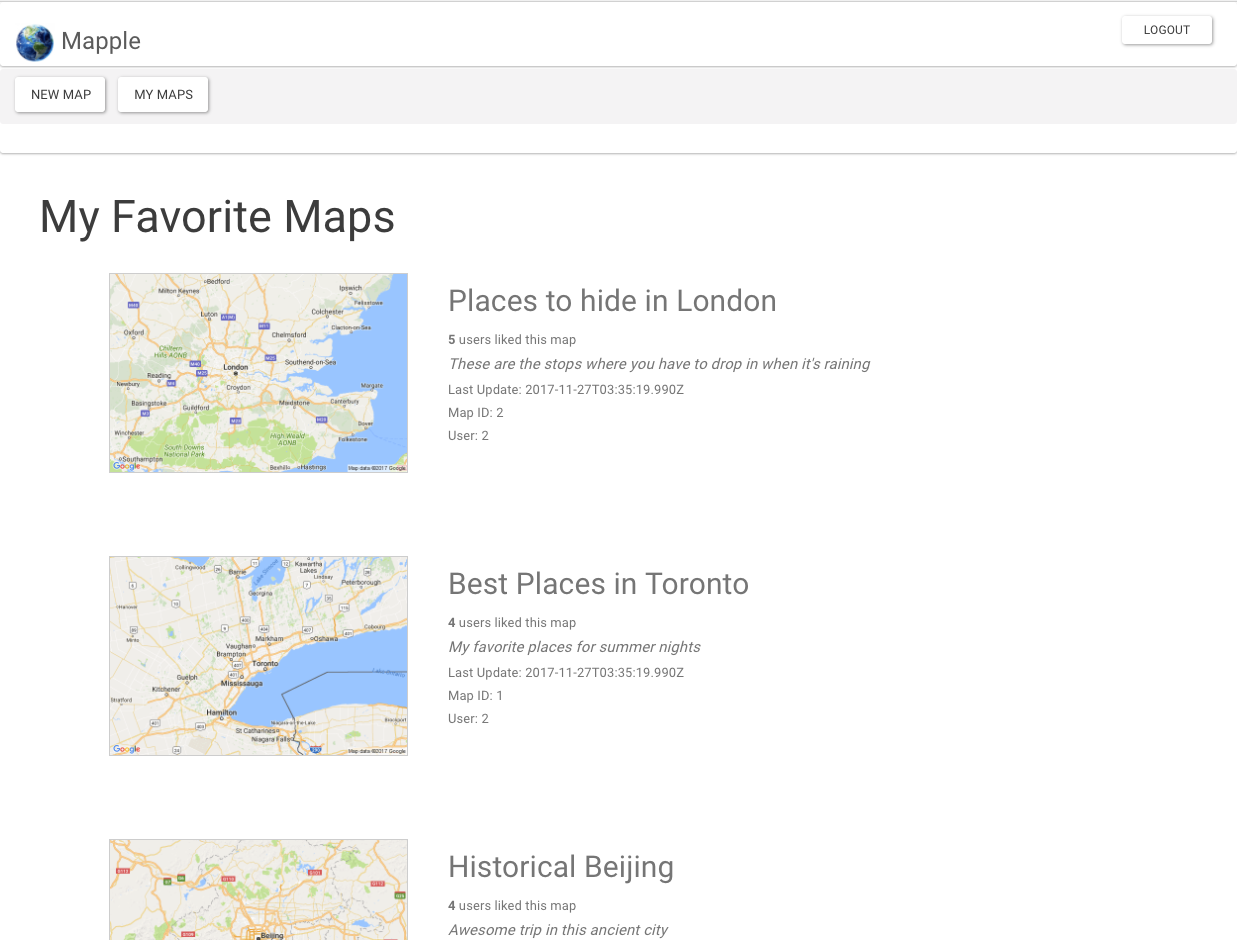 Mapple
LOGOUT
NEW MAP
MY MAPS
My Favorite Maps
Bedford
Milton Keynes
Ipswich
Felixstowe
Luton
Colchester
Clacton-on-Sea
Oxford
Chelmsford
Chiltern
Hills AONB
London
Southend-on-Sea
Reading
Newbury
Croydon
Margate
Basingstoke
Guildford
Maidstone
Canterbury
Dover
Winchester
High Weald
AONB
Folkestone
South Downs
National Park
Southampton
Bexhill
Hastings
Google
Map data ©2017 Google
Places to hide in London
5 users liked this map
These are the stops where you have to drop in when it's raining
Last Update: 2017-11-27T03:35:19.990Z
Map ID: 2
User: 2
Collingwood
Barrie
Kawartha
Lakes
Lindsay
Peterborough
Georgina
Hanover
Markham
Oshawa
Cobourg
Minto
Vaughan
Brampton
Toronto
Guelph
Mississauga
Kitchener
Stratford
Hamilton
Niagara-on-the-Lake
Brockport
St Catharines
Niagara Falls
Google
Map data ©2017 Google
Best Places in Toronto
4 users liked this map
My favorite places for summer nights
Last Update: 2017-11-27T03:35:19.990Z
Map ID: 1
User: 2
Beijing
Historical Beijing
4 users liked this map
Awesome trip in this ancient city